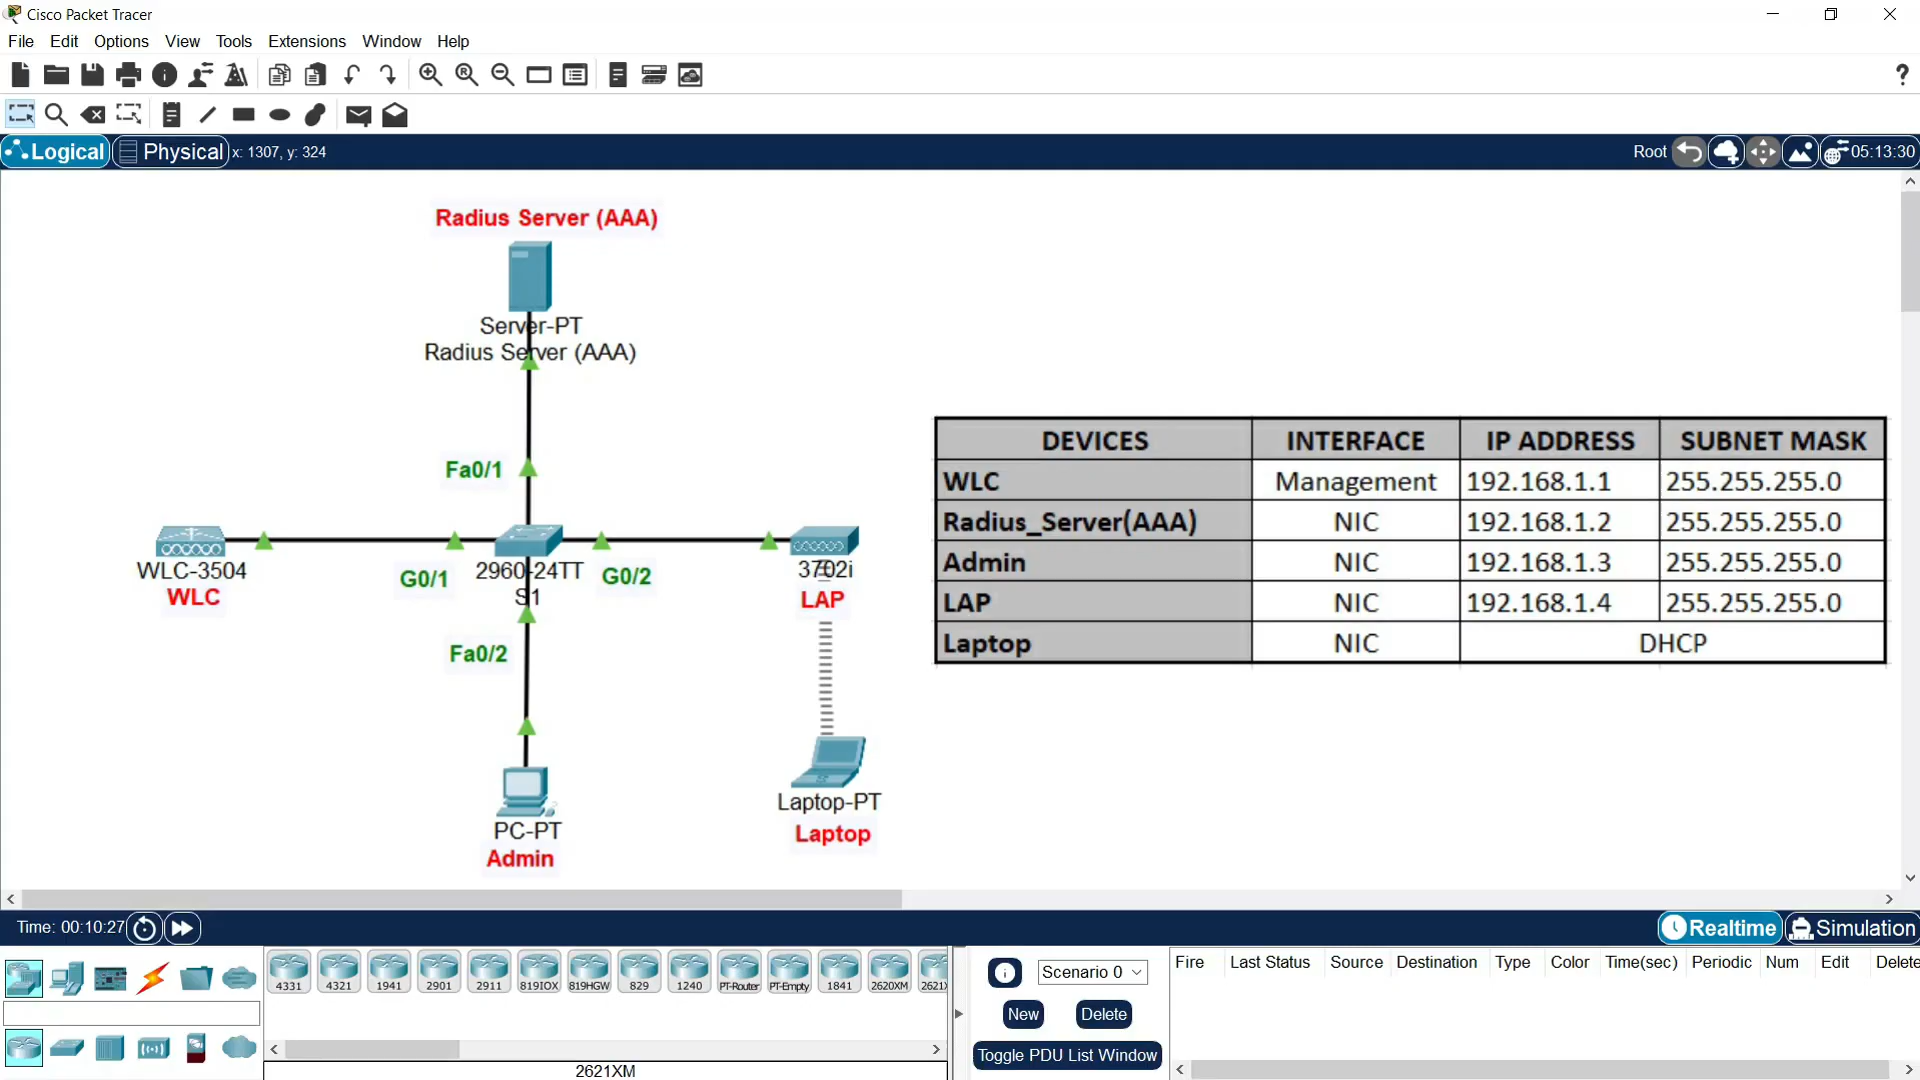 Cisco Packet Tracer
File Edit Options View Tools Extensions Window Help
?
Logical Physical x: 1307, y: 324 Root 05:13:30
Radius Server (AAA)
Server-PT
Radius Server (AAA)
Fa0/1
WLC-3504
WLC
G0/1
2960-24TT
S1
G0/2
3702i
LAP
Fa0/2
PC-PT
Admin
Laptop-PT
Laptop
DEVICES INTERFACE IP ADDRESS SUBNET MASK
WLC Management 192.168.1.1 255.255.255.0
Radius_Server(AAA) NIC 192.168.1.2 255.255.255.0
Admin NIC 192.168.1.3 255.255.255.0
LAP NIC 192.168.1.4 255.255.255.0
Laptop NIC DHCP
Time: 00:10:27 Realtime Simulation
4331 4321 1941 2901 2911 819IOX 819HGW 829 1240 PT-Router PT-Empty 1841 2620XM 2621X
2621XM
Scenario 0
New Delete
Toggle PDU List Window
Fire Last Status Source Destination Type Color Time(sec) Periodic Num Edit Delete